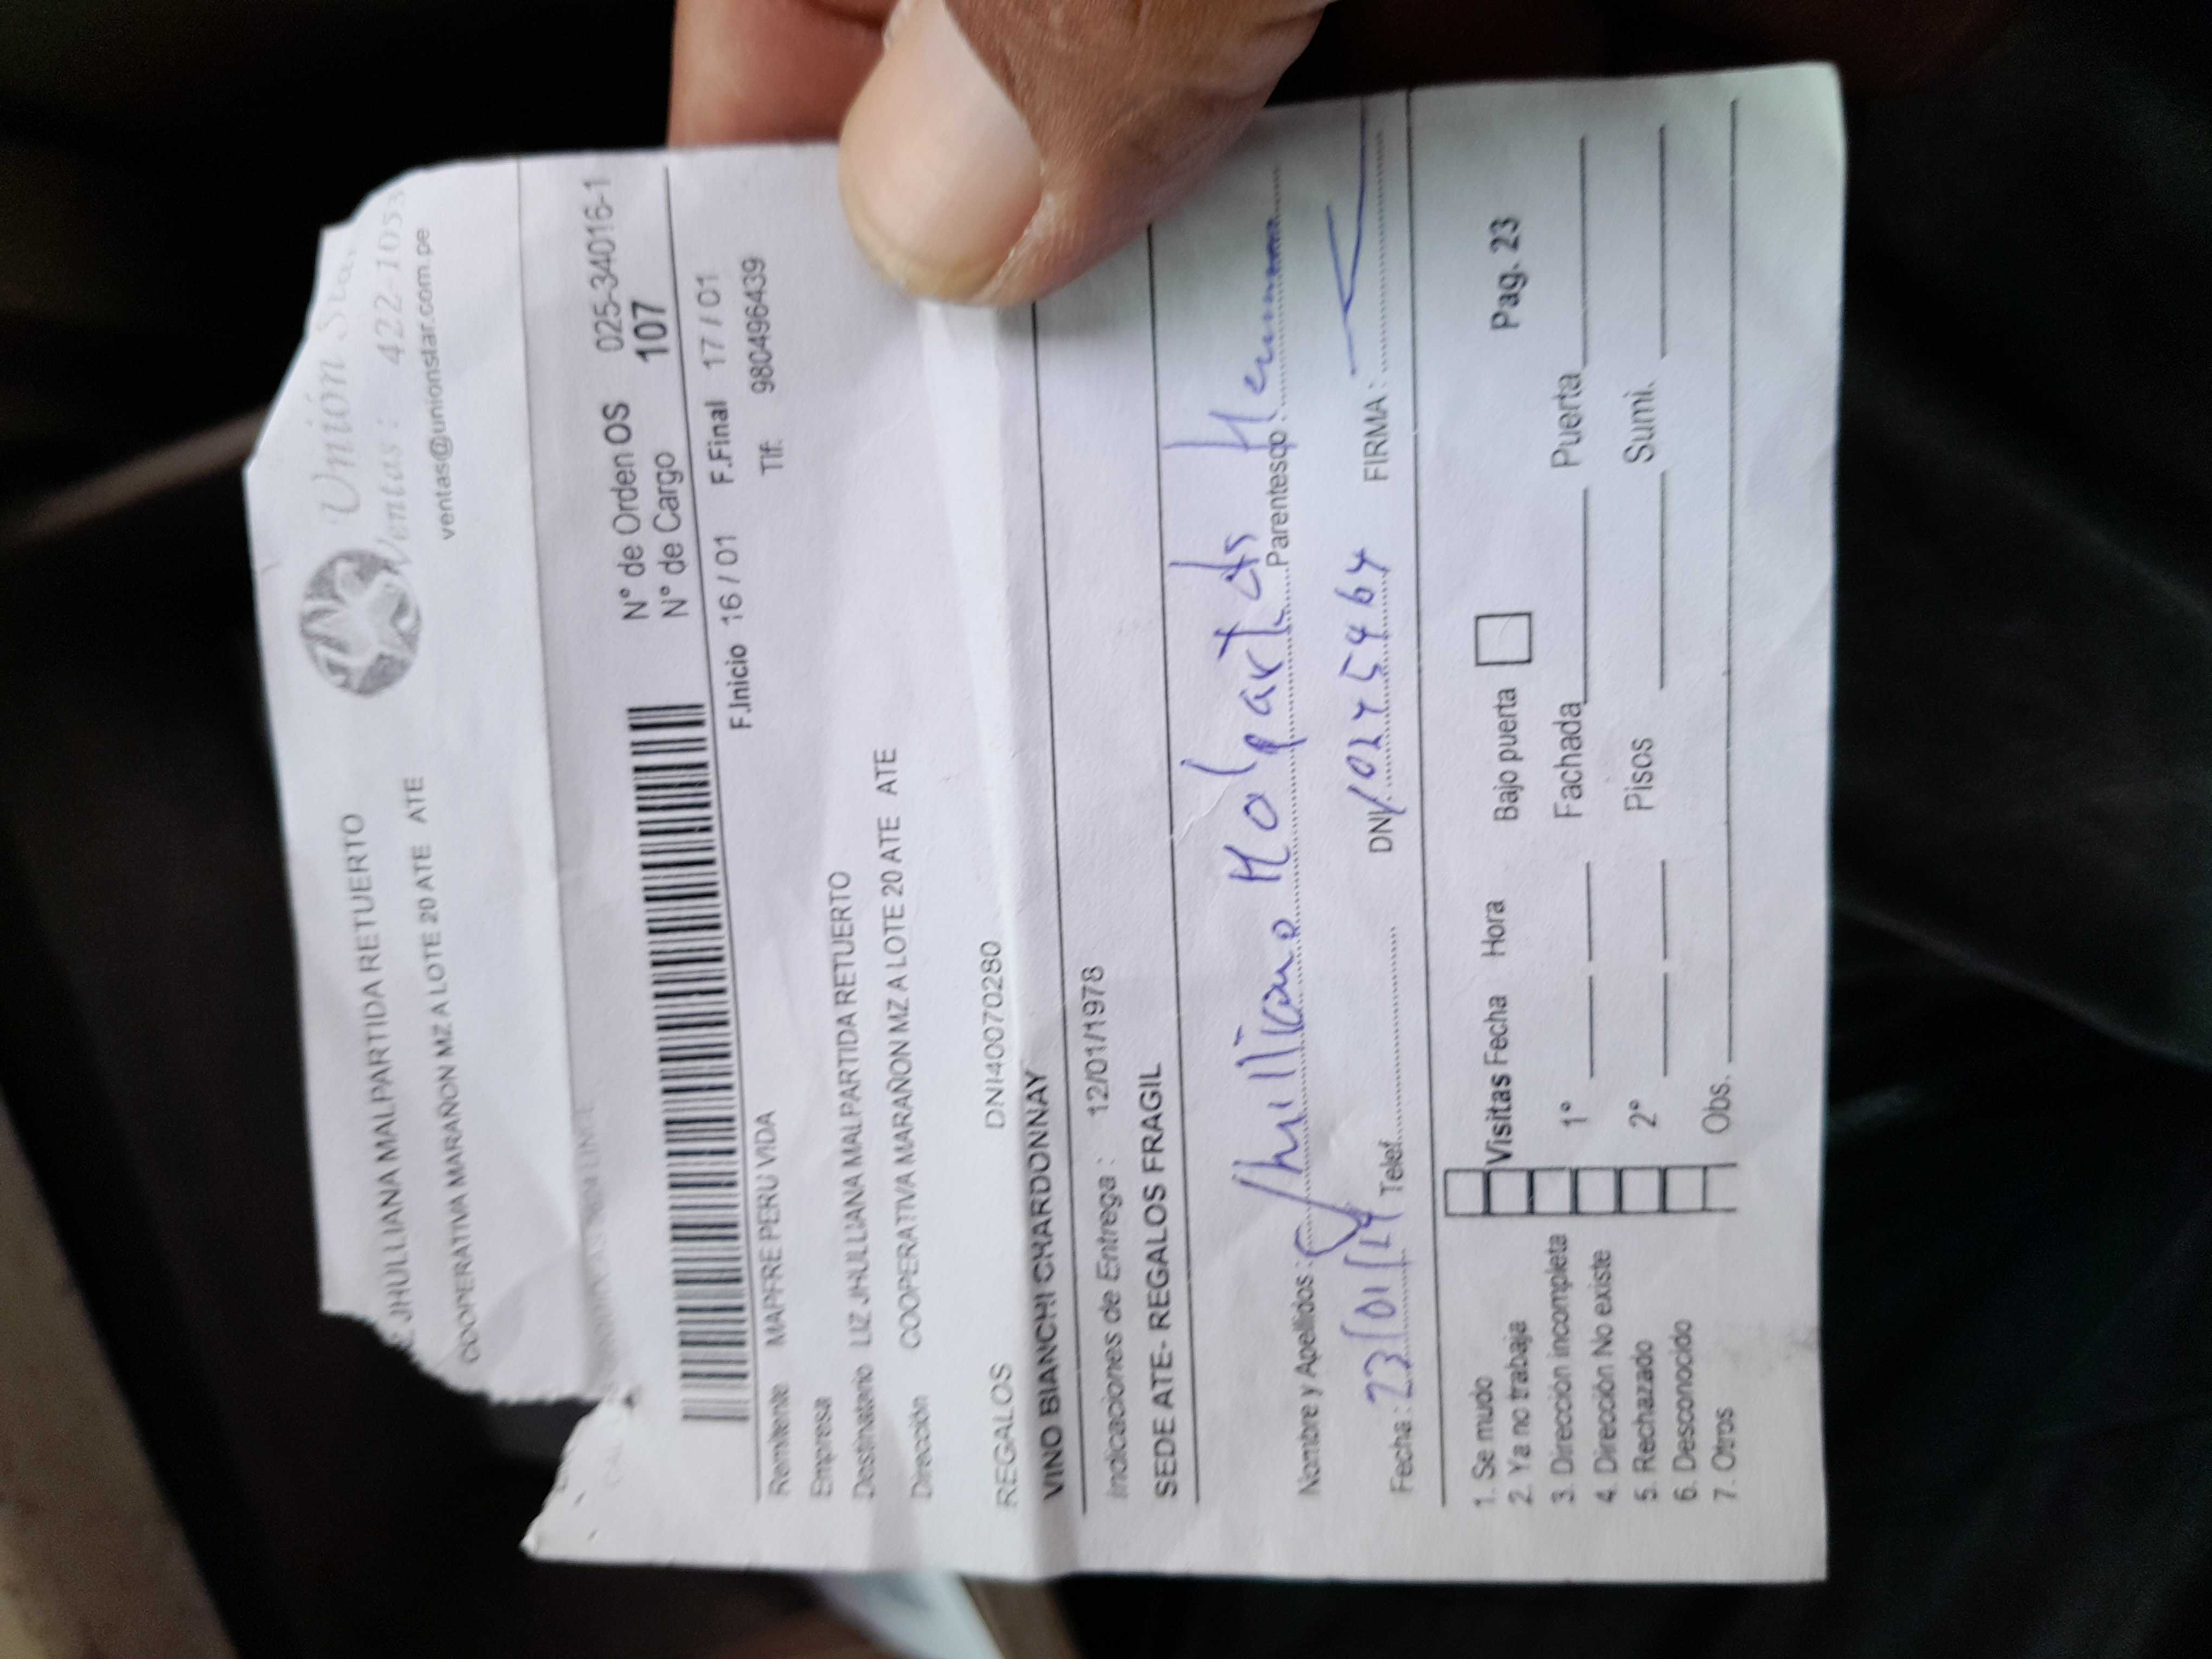 Unión Star
Ventas: 422-1053
ventas@unionstar.com.pe
JHULLIANA MALPARTIDA RETUERTO
COOPERATIVA MARAÑON MZ A LOTE 20 ATE ATE
N° de Orden OS 025-34016-1
N° de Cargo 107
F.Inicio 16 / 01 F.Final 17 / 01
Remitente MAPFRE PERU VIDA Tlf: 980496439
Empresa
Destinatario LIZ JHULLIANA MALPARTIDA RETUERTO
Dirección COOPERATIVA MARAÑON MZ A LOTE 20 ATE ATE
REGALOS DNI40070280
VINO BIANCHI CHARDONNAY
Indicaciones de Entrega : 12/01/1978
SEDE ATE- REGALOS FRAGIL
Nombre y Apellidos : Jhulliana Malpartida Parentesco :
Fecha : 23/01/24 Telef. DNI FIRMA :
1. Se mudo
2. Ya no trabaja Visitas Fecha Hora Bajo puerta Pag. 23
3. Dirección incompleta 1° Fachada Puerta
4. Dirección No existe
5. Rechazado 2° Pisos Sumi.
6. Desconocido
7. Otros Obs.